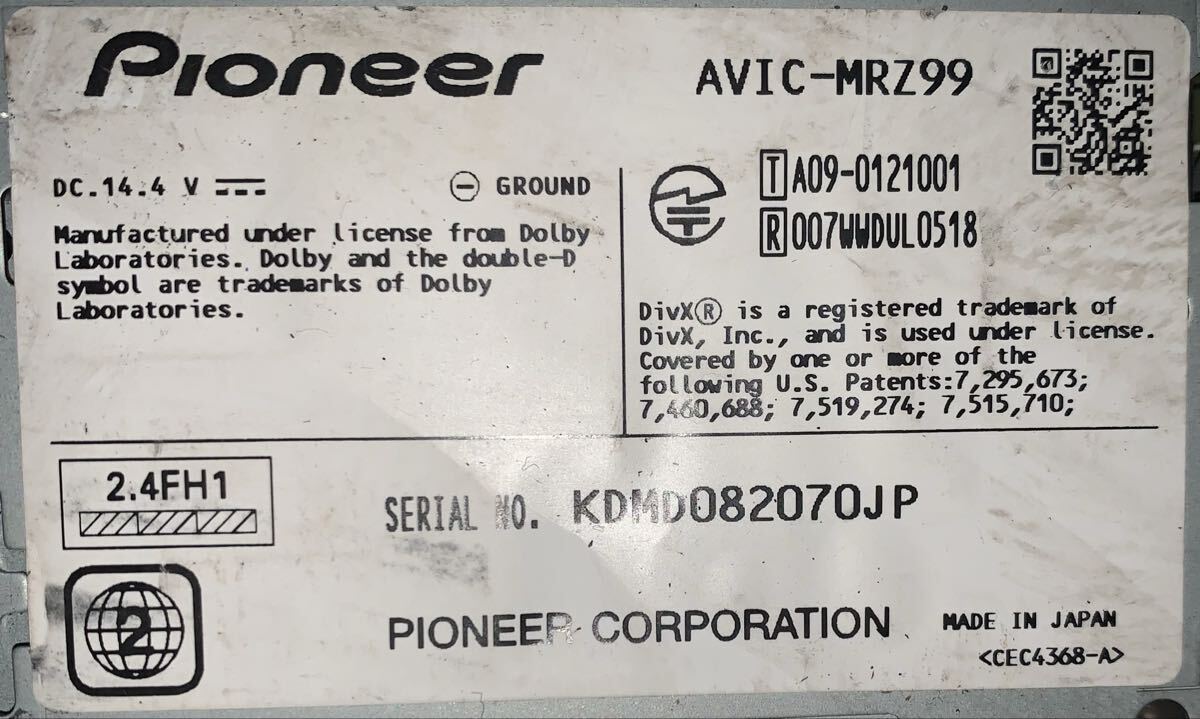 Pioneer
AVIC-MRZ99
DC.14.4 V
GROUND
Manufactured under license from Dolby
Laboratories. Dolby and the double-D
symbol are trademarks of Dolby
Laboratories.
T A09-0121001
R 007WWDUL0518
DivX® is a registered trademark of
DivX, Inc., and is used under license.
Covered by one or more of the
following U.S. Patents:7,295,673;
7,460,688; 7,519,274; 7,515,710;
2.4FH1
SERIAL NO. KDMD082070JP
2
PIONEER CORPORATION
MADE IN JAPAN
<CEC4368-A>